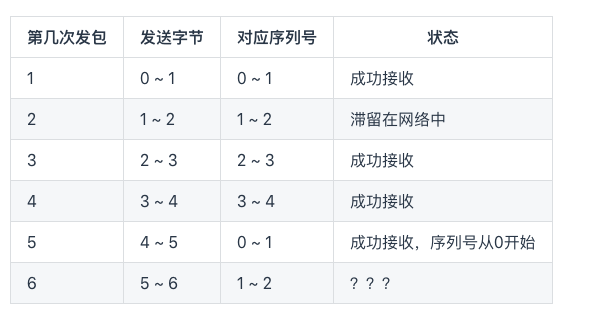 第几次发包 发送字节 对应序列号 状态
1 0 ~ 1 0 ~ 1 成功接收
2 1 ~ 2 1 ~ 2 滞留在网络中
3 2 ~ 3 2 ~ 3 成功接收
4 3 ~ 4 3 ~ 4 成功接收
5 4 ~ 5 0 ~ 1 成功接收，序列号从0开始
6 5 ~ 6 1 ~ 2 ？？？